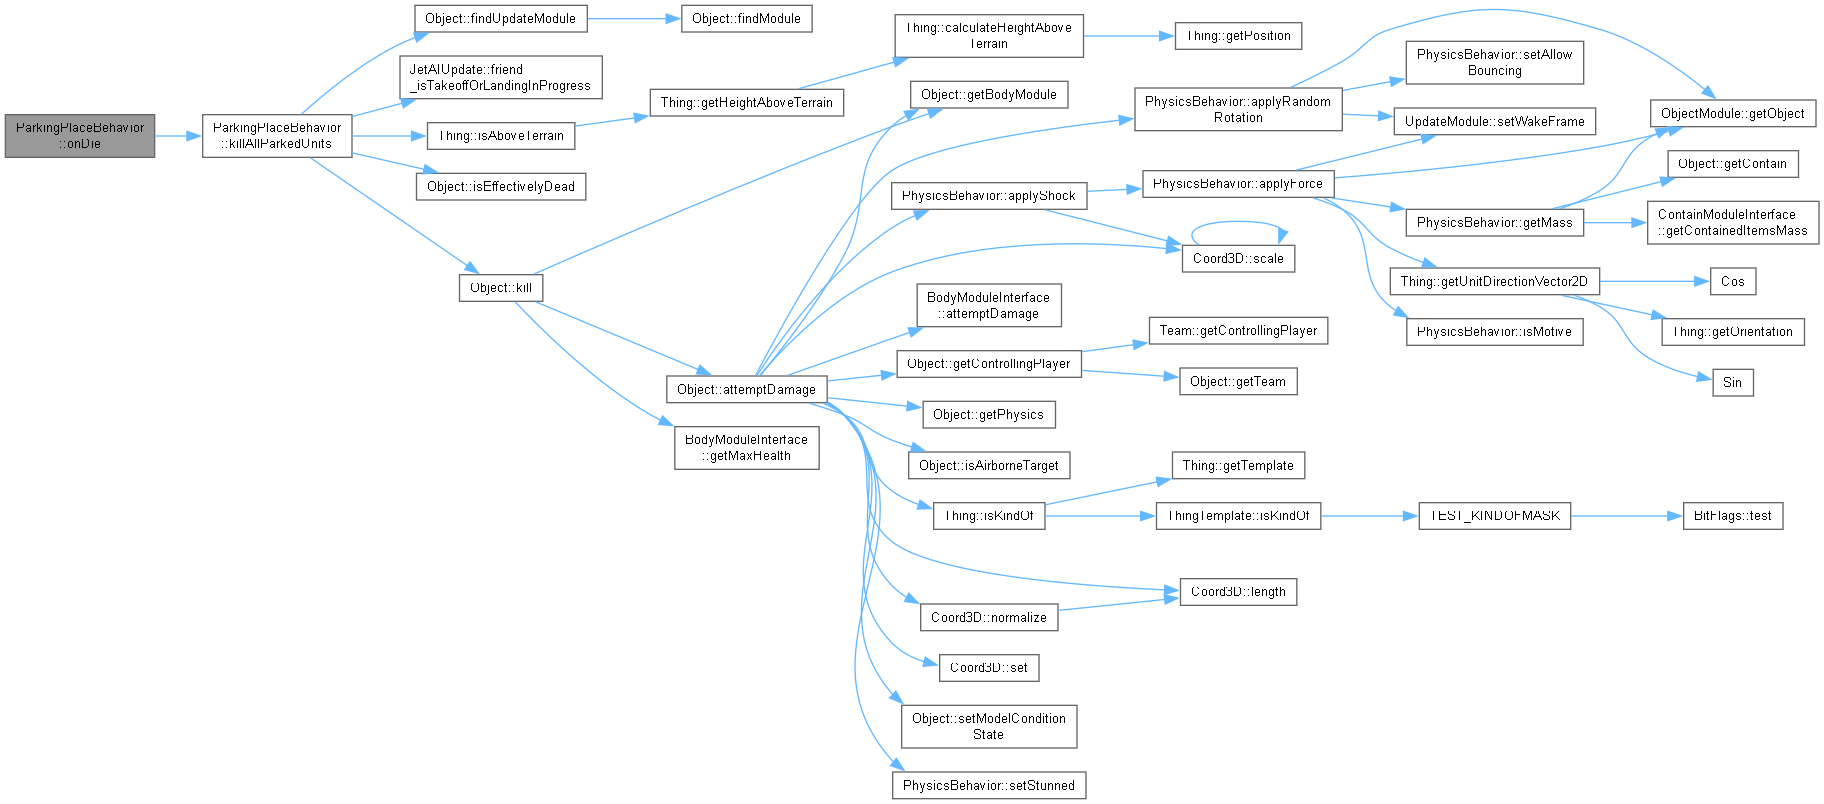 ParkingPlaceBehavior
::onDie
ParkingPlaceBehavior
::killAllParkedUnits
Object::findUpdateModule
Object::findModule
JetAIUpdate::friend
_isTakeoffOrLandingInProgress
Thing::isAboveTerrain
Thing::getHeightAboveTerrain
Thing::calculateHeightAbove
Terrain
Thing::getPosition
Object::isEffectivelyDead
Object::kill
Object::getBodyModule
Object::attemptDamage
BodyModuleInterface
::getMaxHealth
PhysicsBehavior::applyRandom
Rotation
PhysicsBehavior::setAllow
Bouncing
UpdateModule::setWakeFrame
ObjectModule::getObject
PhysicsBehavior::applyShock
PhysicsBehavior::applyForce
PhysicsBehavior::getMass
Object::getContain
ContainModuleInterface
::getContainedItemsMass
Thing::getUnitDirectionVector2D
Cos
Thing::getOrientation
Sin
PhysicsBehavior::isMotive
Coord3D::scale
BodyModuleInterface
::attemptDamage
Object::getControllingPlayer
Team::getControllingPlayer
Object::getTeam
Object::getPhysics
Object::isAirborneTarget
Thing::isKindOf
Thing::getTemplate
ThingTemplate::isKindOf
TEST_KINDOFMASK
BitFlags::test
Coord3D::length
Coord3D::normalize
Coord3D::set
Object::setModelCondition
State
PhysicsBehavior::setStunned